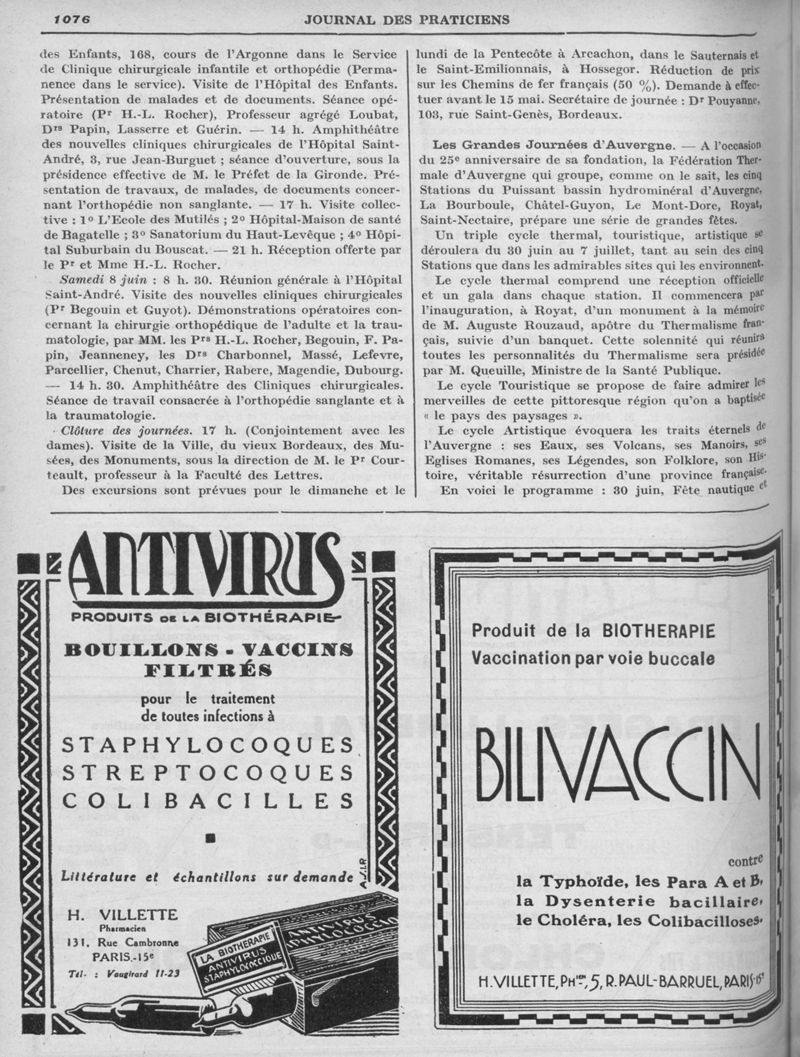 1076
JOURNAL DES PRATICIENS
des Enfants, 168, cours de l'Argonne dans le Service
de Clinique chirurgicale infantile et orthopédie (Perma-
nence dans le service). Visite de l'Hôpital des Enfants.
Présentation de malades et de documents. Séance opé-
ratoire (Pr H.-L. Rocher), Professeur agrégé Loubat,
Drs Papin, Lasserre et Guérin. — 14 h. Amphithéâtre
des nouvelles cliniques chirurgicales de l'Hôpital Saint-
André, 3, rue Jean-Burguet ; séance d'ouverture, sous la
présidence effective de M. le Préfet de la Gironde. Pré-
sentation de travaux, de malades, de documents concer-
nant l'orthopédie non sanglante. — 17 h. Visite collec-
tive : 1º L'Ecole des Mutilés ; 2º Hôpital-Maison de santé
de Bagatelle ; 3º Sanatorium du Haut-Levêque ; 4º Hôpi-
tal Suburbain du Bouscat. — 21 h. Réception offerte par
le Pr et Mme H.-L. Rocher.
Samedi 8 juin : 8 h. 30. Réunion générale à l'Hôpital
Saint-André. Visite des nouvelles cliniques chirurgicales
(Pr Begouin et Guyot). Démonstrations opératoires con-
cernant la chirurgie orthopédique de l'adulte et la trau-
matologie, par MM. les Prs H.-L. Rocher, Begouin, F. Pa-
pin, Jeanneney, les Drs Charbonnel, Massé, Lefevre,
Parcellier, Chenut, Charrier, Rabere, Magendie, Dubourg.
— 14 h. 30. Amphithéâtre des Cliniques chirurgicales.
Séance de travail consacrée à l'orthopédie sanglante et à
la traumatologie.
Clôture des journées. 17 h. (Conjointement avec les
dames). Visite de la Ville, du vieux Bordeaux, des Mu-
sées, des Monuments, sous la direction de M. le Pr Cour-
teault, professeur à la Faculté des Lettres.
Des excursions sont prévues pour le dimanche et le
lundi de la Pentecôte à Arcachon, dans le Sauternais et
le Saint-Emilionnais, à Hossegor. Réduction de prix
sur les Chemins de fer français (50 %). Demande à effec-
tuer avant le 15 mai. Secrétaire de journée : Dr Pouyanne,
103, rue Saint-Genès, Bordeaux.
Les Grandes Journées d'Auvergne. — A l'occasion
du 25e anniversaire de sa fondation, la Fédération Ther-
male d'Auvergne qui groupe, comme on le sait, les cinq
Stations du Puissant bassin hydrominéral d'Auvergne,
La Bourboule, Châtel-Guyon, Le Mont-Dore, Royat,
Saint-Nectaire, prépare une série de grandes fêtes.
Un triple cycle thermal, touristique, artistique se
déroulera du 30 juin au 7 juillet, tant au sein des cinq
Stations que dans les admirables sites qui les environnent.
Le cycle thermal comprend une réception officielle
et un gala dans chaque station. Il commencera par
l'inauguration, à Royat, d'un monument à la mémoire
de M. Auguste Rouzaud, apôtre du Thermalisme fran-
çais, suivie d'un banquet. Cette solennité qui réunira
toutes les personnalités du Thermalisme sera présidée
par M. Queuille, Ministre de la Santé Publique.
Le cycle Touristique se propose de faire admirer les
merveilles de cette pittoresque région qu'on a baptisée
« le pays des paysages ».
Le cycle Artistique évoquera les traits éternels de
l'Auvergne : ses Eaux, ses Volcans, ses Manoirs, ses
Eglises Romanes, ses Légendes, son Folklore, son His-
toire, véritable résurrection d'une province française.
En voici le programme : 30 juin, Fête nautique et
ANTIVIRUS
PRODUITS DE LA BIOTHÉRAPIE
BOUILLONS - VACCINS
FILTRÉS
pour le traitement
de toutes infections à
STAPHYLOCOQUES
STREPTOCOQUES
COLIBACILLES
Littérature et échantillons sur demande
A.J.L.R
H. VILLETTE
Pharmacien
131, Rue Cambronne
PARIS.-15e
Tél. : Vaugirard 11-23
LA BIOTHERAPIE
ANTIVIRUS
STAPHYLOCOCCIQUE
ANTIVIRUS
Produit de la BIOTHERAPIE
Vaccination par voie buccale
BILIVACCIN
contre
la Typhoïde, les Para A et B,
la Dysenterie bacillaire,
le Choléra, les Colibacilloses.
H. VILLETTE, PHien, 5, R. PAUL-BARRUEL, PARIS-15e